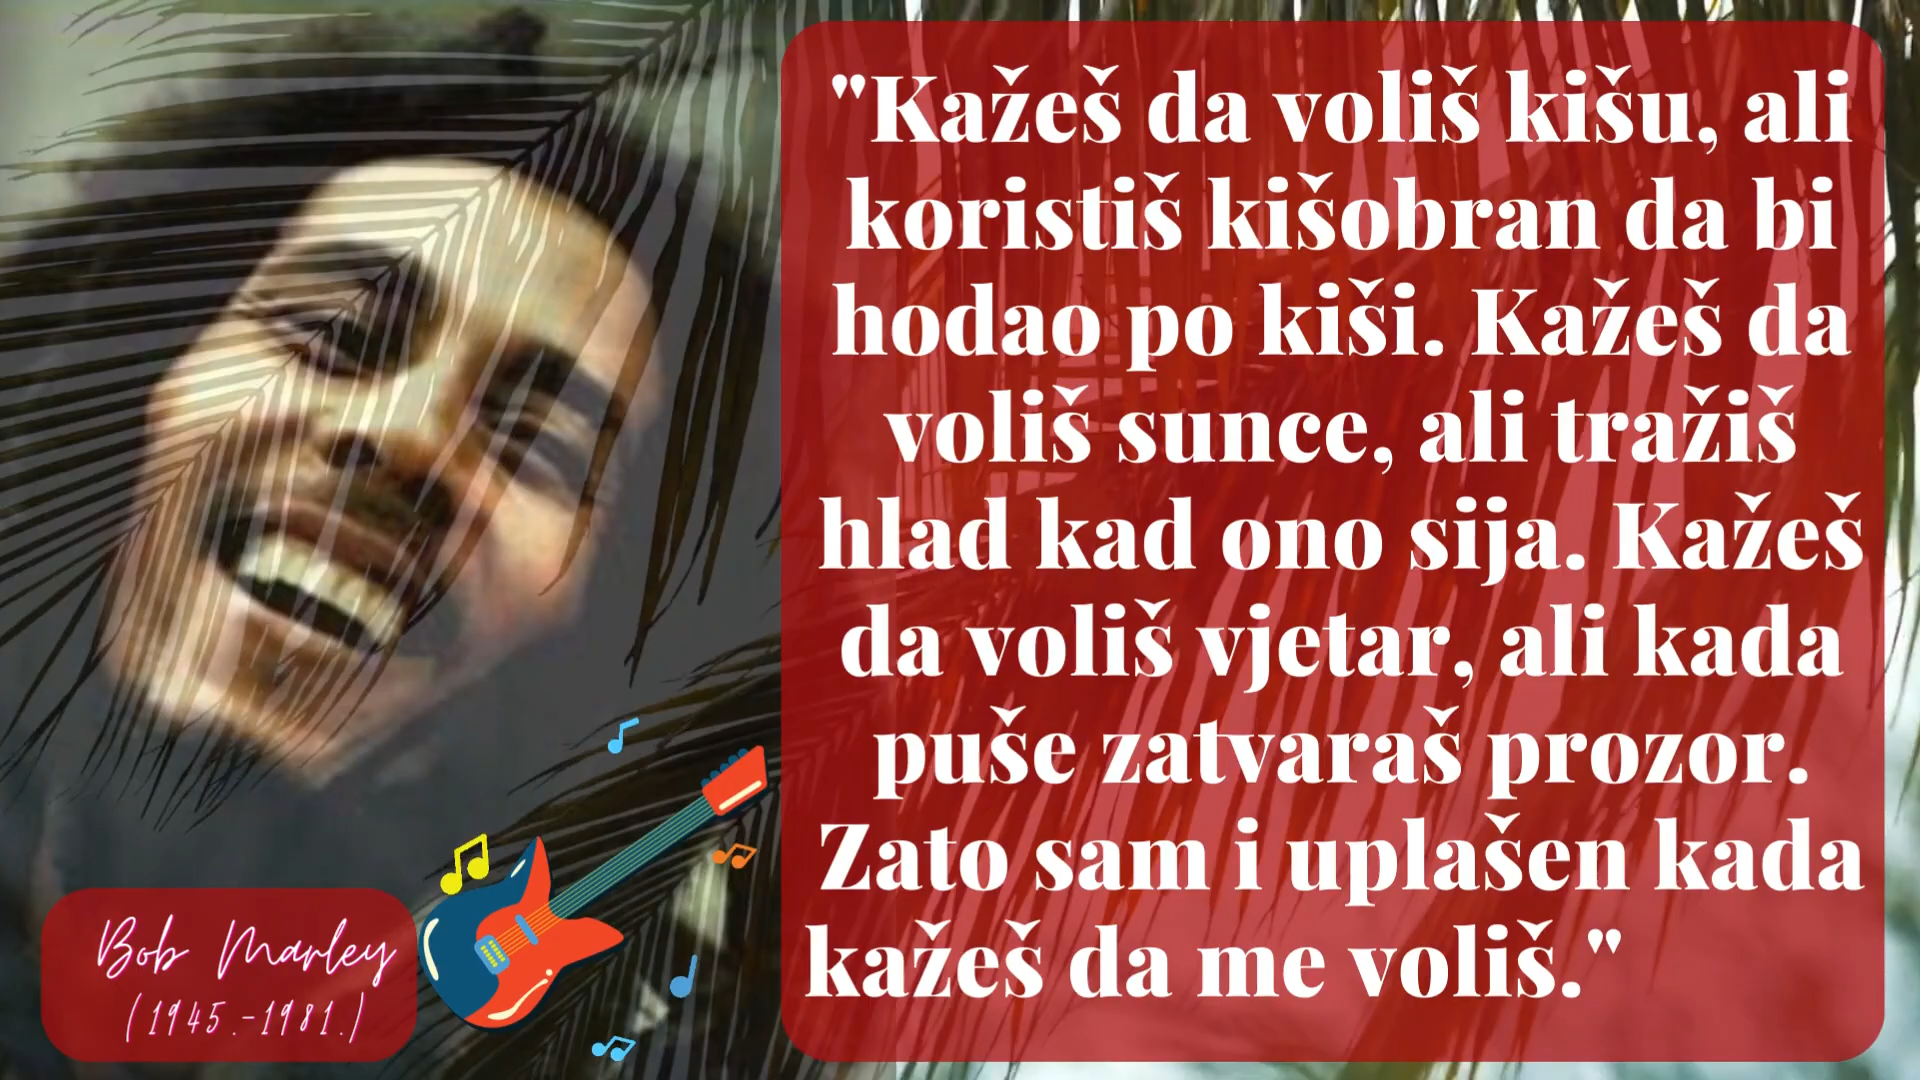 "Kažeš da voliš kišu, ali
koristiš kišobran da bi
hodao po kiši. Kažeš da
voliš sunce, ali tražiš
hlad kad ono sija. Kažeš
da voliš vjetar, ali kada
puše zatvaraš prozor.
Zato sam i uplašen kada
kažeš da me voliš."
Bob Marley
(1945.-1981.)